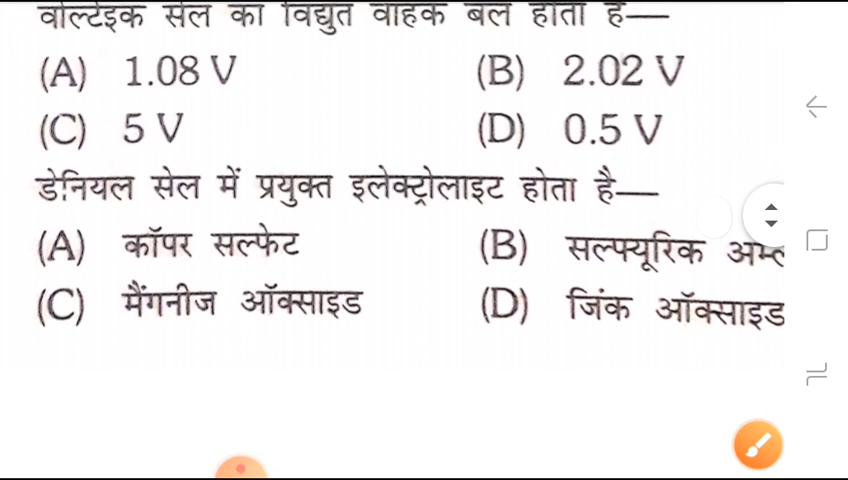 वोल्टेइक सेल का विद्युत वाहक बल होता है—
(A) 1.08 V (B) 2.02 V
(C) 5 V (D) 0.5 V
डेनियल सेल में प्रयुक्त इलेक्ट्रोलाइट होता है—
(A) कॉपर सल्फेट (B) सल्फ्यूरिक अम्ल
(C) मैंगनीज ऑक्साइड (D) जिंक ऑक्साइड